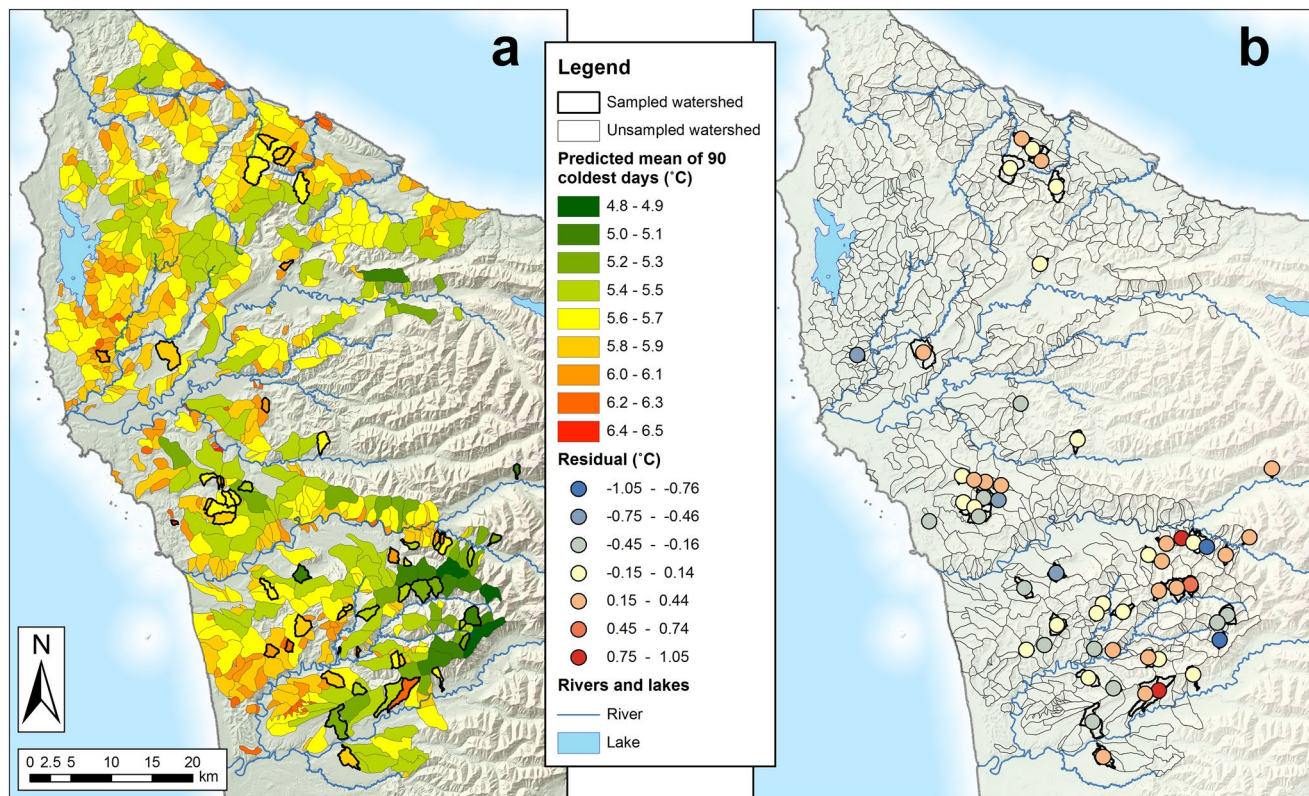 a
b
Legend
Sampled watershed
Unsampled watershed
Predicted mean of 90
coldest days (˚C)
4.8 - 4.9
5.0 - 5.1
5.2 - 5.3
5.4 - 5.5
5.6 - 5.7
5.8 - 5.9
6.0 - 6.1
6.2 - 6.3
6.4 - 6.5
Residual (˚C)
-1.05 - -0.76
-0.75 - -0.46
-0.45 - -0.16
-0.15 - 0.14
0.15 - 0.44
0.45 - 0.74
0.75 - 1.05
Rivers and lakes
River
Lake
N
0 2.5 5 10 15 20
km